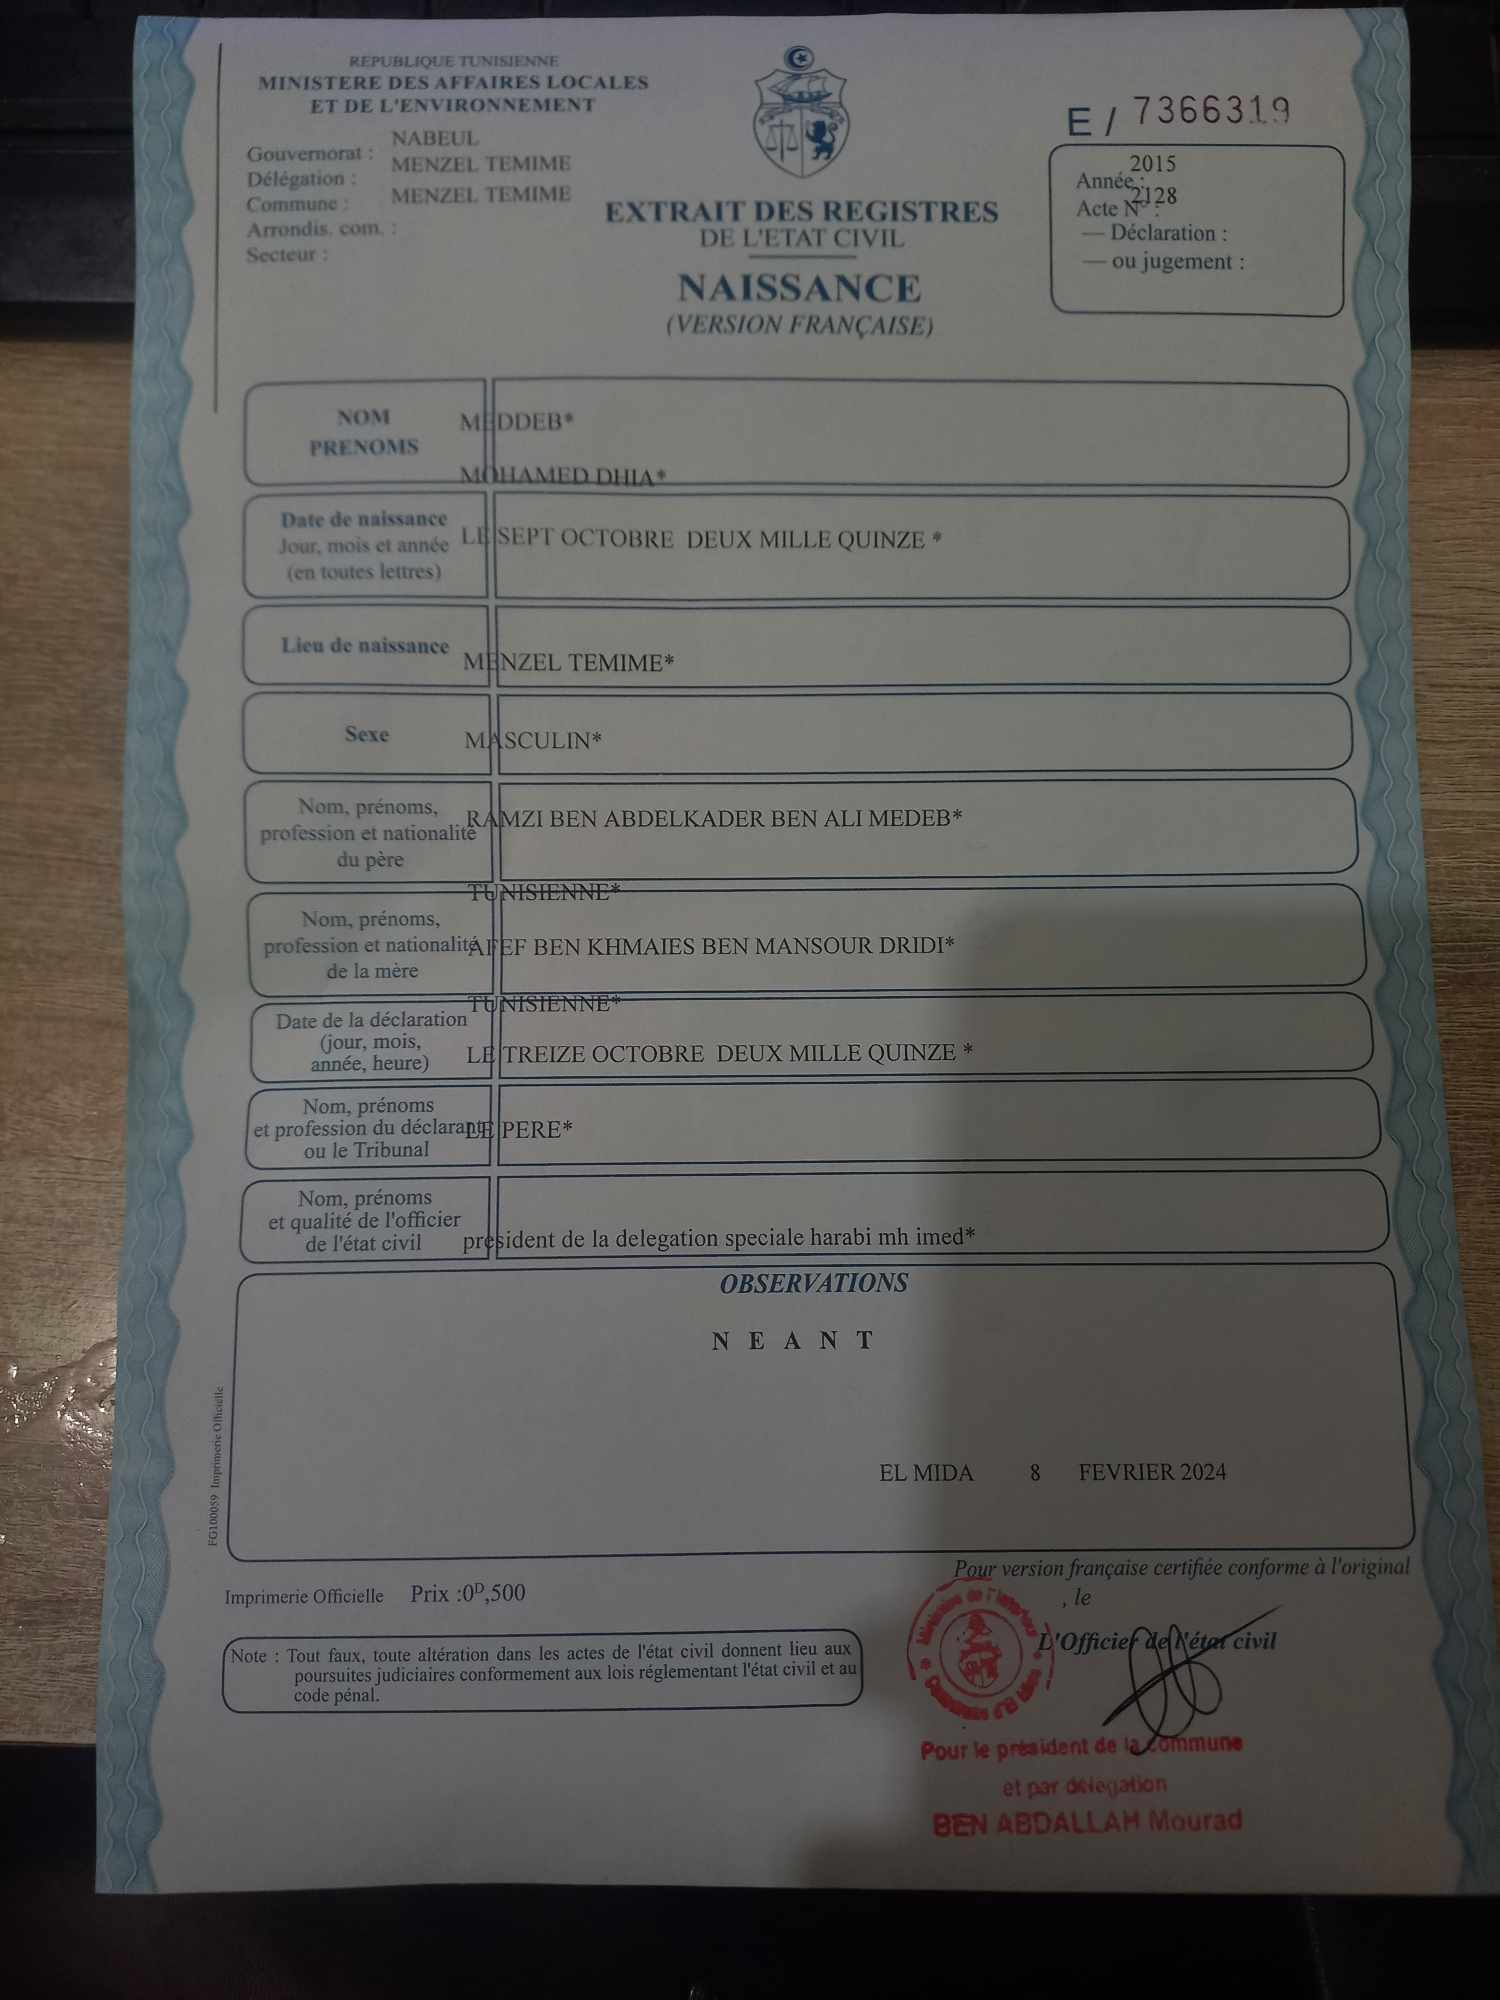 REPUBLIQUE TUNISIENNE
MINISTERE DES AFFAIRES LOCALES
ET DE L'ENVIRONNEMENT
Gouvernorat : NABEUL
Délégation : MENZEL TEMIME
Commune : MENZEL TEMIME
Arrondis. com. :
Secteur :
E / 7366319
Année : 2015
Acte N° : 2128
— Déclaration :
— ou jugement :
EXTRAIT DES REGISTRES
DE L'ETAT CIVIL
NAISSANCE
(VERSION FRANÇAISE)
NOM MEDDEB*
PRENOMS
MOHAMED DHIA*
Date de naissance
Jour, mois et année
(en toutes lettres)
LE SEPT OCTOBRE DEUX MILLE QUINZE *
Lieu de naissance
MENZEL TEMIME*
Sexe
MASCULIN*
Nom, prénoms,
profession et nationalité
du père
RAMZI BEN ABDELKADER BEN ALI MEDEB*
TUNISIENNE*
Nom, prénoms,
profession et nationalité
de la mère
AFEF BEN KHMAIES BEN MANSOUR DRIDI*
TUNISIENNE*
Date de la déclaration
(jour, mois,
année, heure)
LE TREIZE OCTOBRE DEUX MILLE QUINZE *
Nom, prénoms
et profession du déclarant
ou le Tribunal
LE PERE*
Nom, prénoms
et qualité de l'officier
de l'état civil
president de la delegation speciale harabi mh imed*
OBSERVATIONS
N E A N T
EL MIDA 8 FEVRIER 2024
FG100059 Imprimerie Officielle
Pour version française certifiée conforme à l'original
, le
L'Officier de l'état civil
Imprimerie Officielle Prix :0ᴰ,500
Note : Tout faux, toute altération dans les actes de l'état civil donnent lieu aux
poursuites judiciaires conformement aux lois réglementant l'état civil et au
code pénal.
Ministère de l'Intérieur
Pour le président de la commune
et par délégation
BEN ABDALLAH Mourad